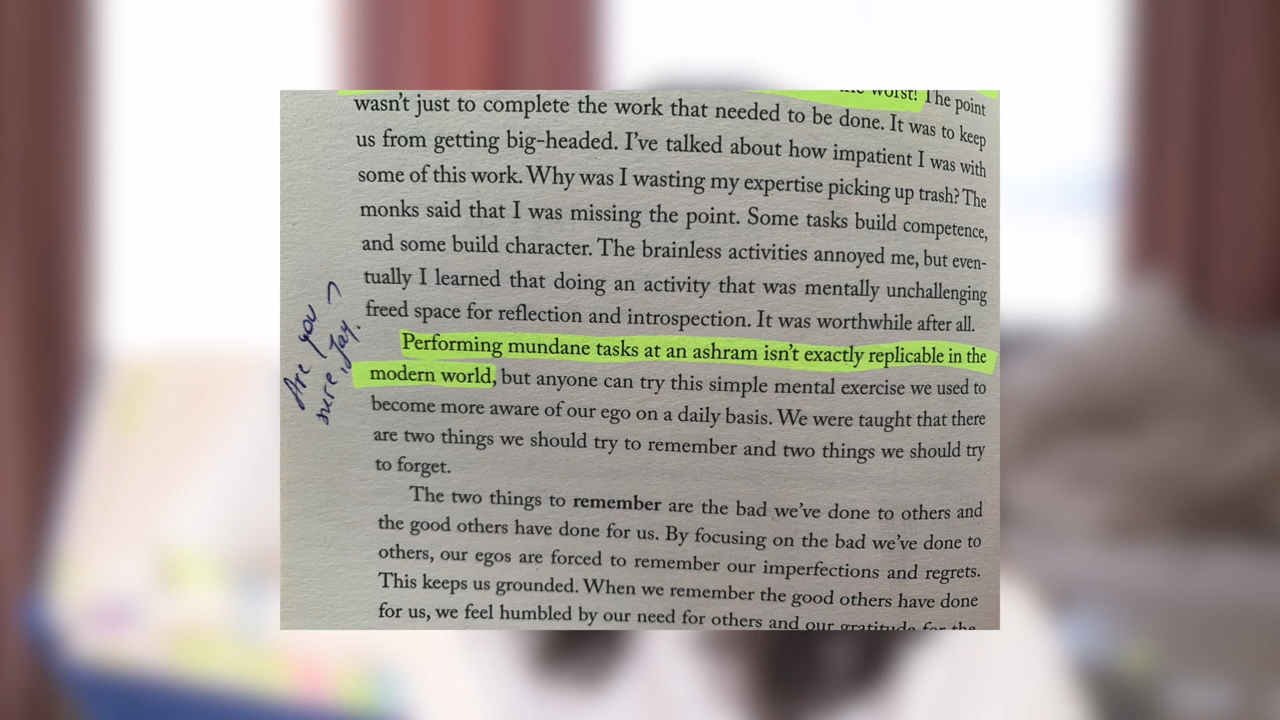 the worst! The point
wasn't just to complete the work that needed to be done. It was to keep
us from getting big-headed. I've talked about how impatient I was with
some of this work. Why was I wasting my expertise picking up trash? The
monks said that I was missing the point. Some tasks build competence,
and some build character. The brainless activities annoyed me, but even-
tually I learned that doing an activity that was mentally unchallenging
freed space for reflection and introspection. It was worthwhile after all.
Performing mundane tasks at an ashram isn't exactly replicable in the
modern world, but anyone can try this simple mental exercise we used to
become more aware of our ego on a daily basis. We were taught that there
are two things we should try to remember and two things we should try
to forget.
The two things to remember are the bad we've done to others and
the good others have done for us. By focusing on the bad we've done to
others, our egos are forced to remember our imperfections and regrets.
This keeps us grounded. When we remember the good others have done
for us, we feel humbled by our need for others and our gratitude for the
Are you
sure, Jay?